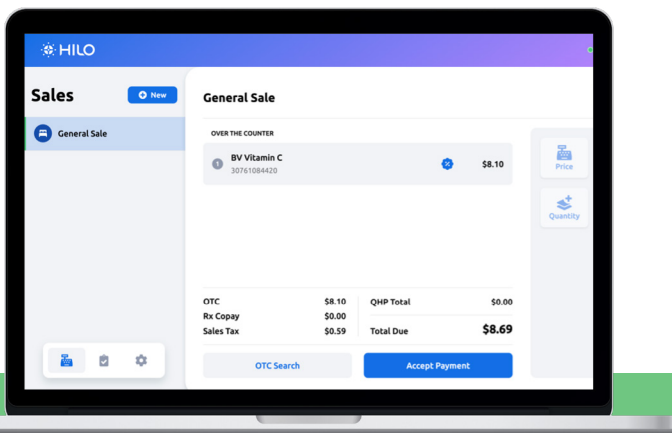 HILO
Sales
New
General Sale
General Sale
OVER THE COUNTER
1 BV Vitamin C $8.10
30761084420
Price
Quantity
OTC $8.10 QHP Total $0.00
Rx Copay $0.00
Sales Tax $0.59 Total Due $8.69
OTC Search Accept Payment